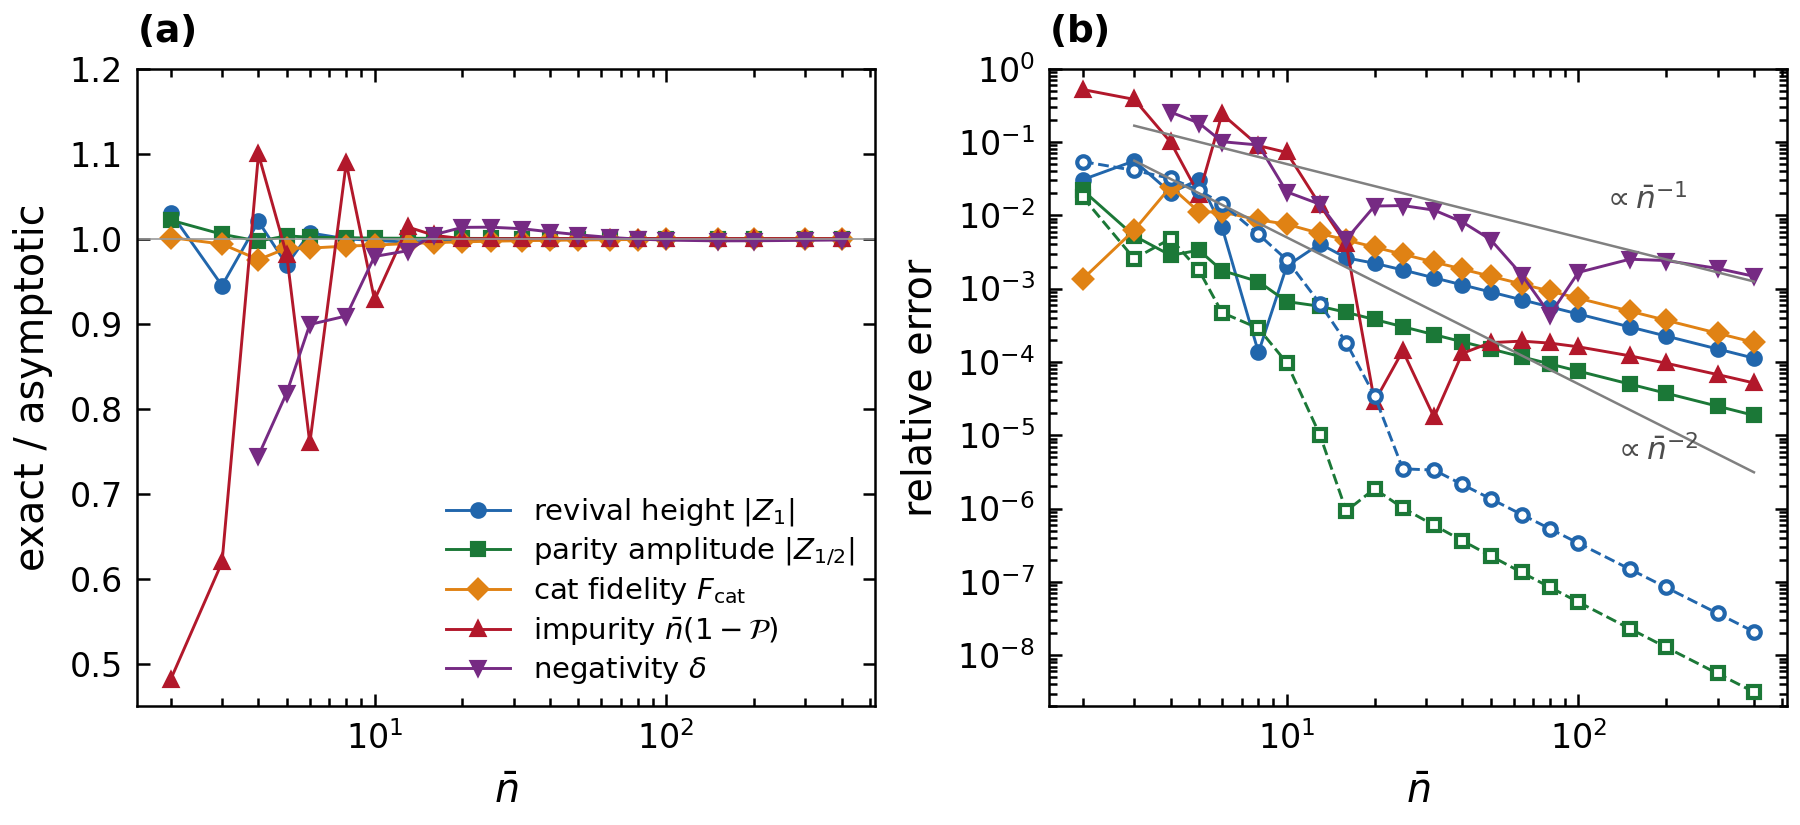 (a)
exact / asymptotic
1.2
1.1
1.0
0.9
0.8
0.7
0.6
0.5
revival height |Z₁|
parity amplitude |Z₁/₂|
cat fidelity F_cat
impurity n̄(1 − 𝒫)
negativity δ
10¹
10²
n̄
(b)
relative error
10⁰
10⁻¹
10⁻²
10⁻³
10⁻⁴
10⁻⁵
10⁻⁶
10⁻⁷
10⁻⁸
∝ n̄⁻¹
∝ n̄⁻²
10¹
10²
n̄